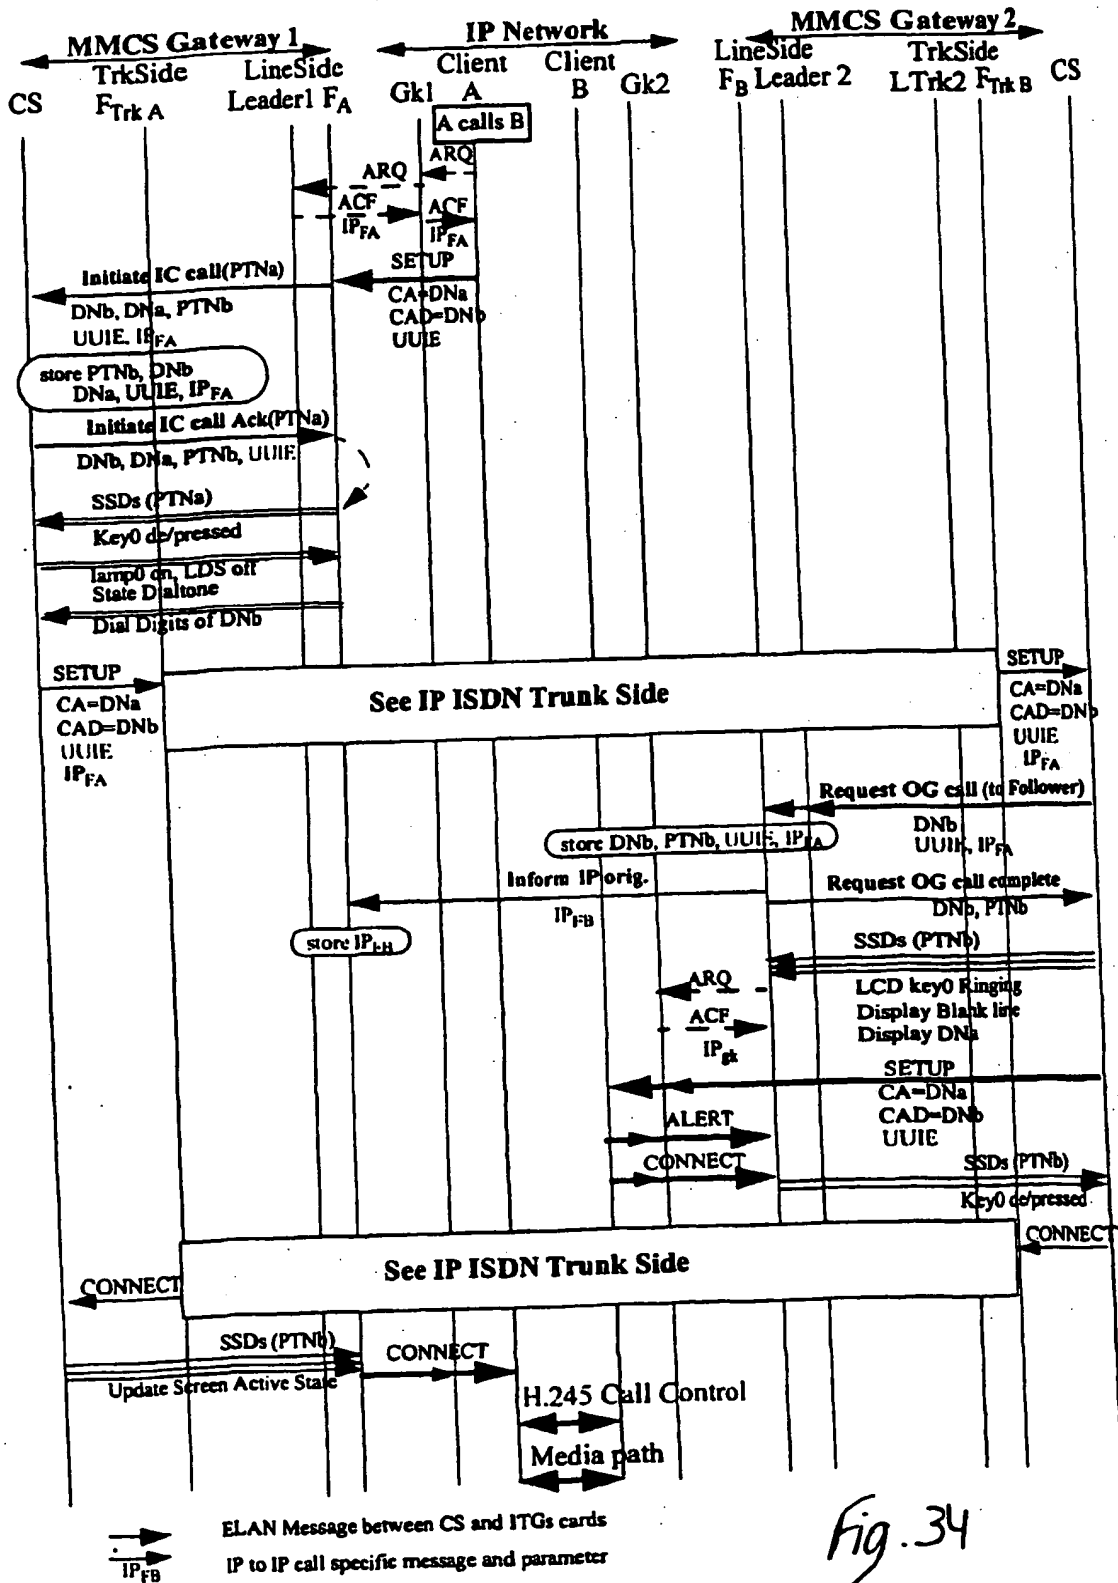 MMCS Gateway 1
IP Network
MMCS Gateway 2
CS
TrkSide
FTrk A
LineSide
Leader1 FA
Gk1
Client
A
Client
B
Gk2
LineSide
FB Leader 2
TrkSide
LTrk2 FTrk B
CS
A calls B
ARQ
ARQ
ACF
IPFA
ACF
IPFA
SETUP
CA=DNa
CAD=DNb
UUIE
Initiate IC call(PTNa)
DNb, DNa, PTNb
UUIE, IPFA
store PTNb, DNb
DNa, UUIE, IPFA
Initiate IC call Ack(PTNa)
DNb, DNa, PTNb, UUIE
SSDs (PTNa)
Key0 de/pressed
lamp0 on, LDS off
State Dialtone
Dial Digits of DNb
SETUP
CA=DNa
CAD=DNb
UUIE
IPFA
See IP ISDN Trunk Side
SETUP
CA=DNa
CAD=DNb
UUIE
IPFA
Request OG call (to Follower)
DNb
UUIE, IPFA
store DNb, PTNb, UUIE, IPFA
Inform IP orig.
IPFB
Request OG call complete
DNb, PTNb
store IPFB
SSDs (PTNb)
LCD key0 Ringing
Display Blank line
Display DNa
ARQ
ACF
IPgk
SETUP
CA=DNa
CAD=DNb
UUIE
ALERT
CONNECT
SSDs (PTNb)
Key0 de/pressed
CONNECT
See IP ISDN Trunk Side
CONNECT
SSDs (PTNb)
Update Screen Active State
CONNECT
H.245 Call Control
Media path
ELAN Message between CS and ITGs cards
IPFB IP to IP call specific message and parameter
Fig. 34